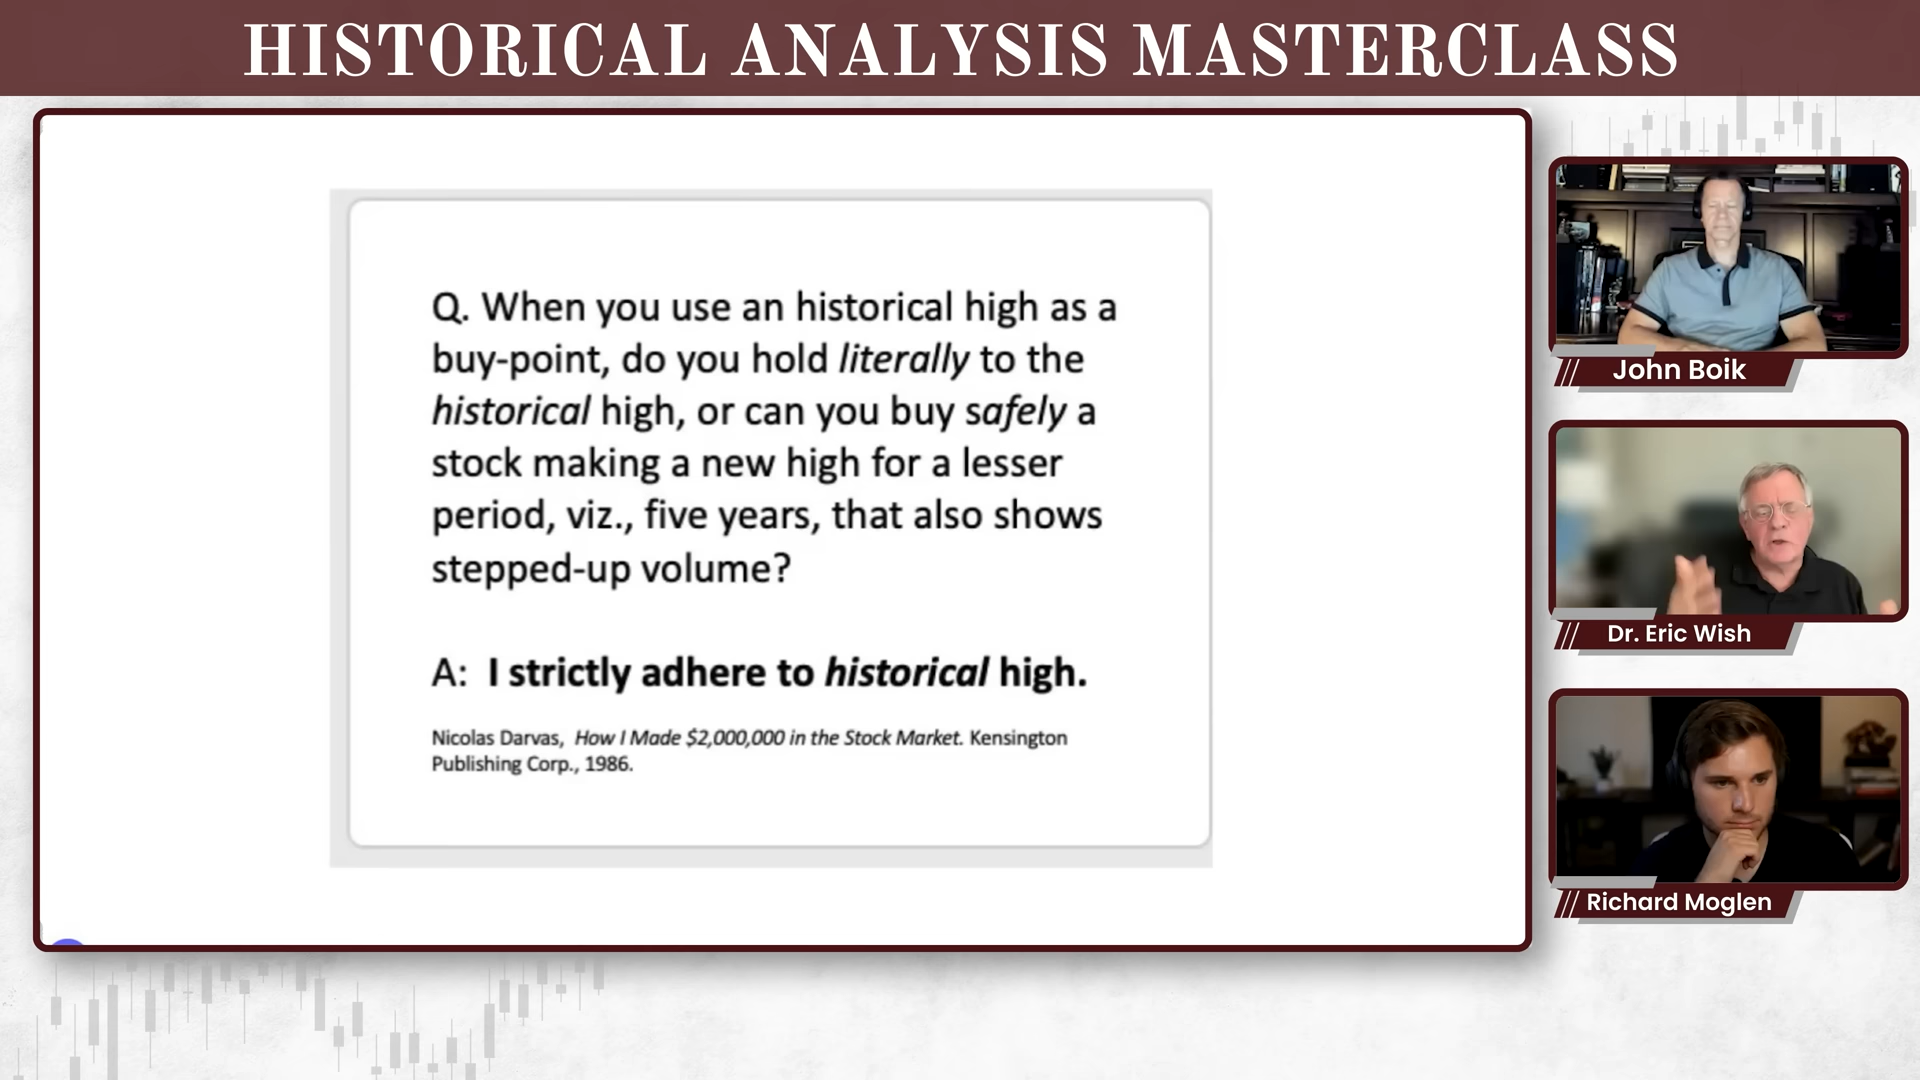 HISTORICAL ANALYSIS MASTERCLASS
Q. When you use an historical high as a
buy-point, do you hold literally to the
historical high, or can you buy safely a
stock making a new high for a lesser
period, viz., five years, that also shows
stepped-up volume?
A: I strictly adhere to historical high.
Nicolas Darvas, How I Made $2,000,000 in the Stock Market. Kensington
Publishing Corp., 1986.
John Boik
Dr. Eric Wish
Richard Moglen